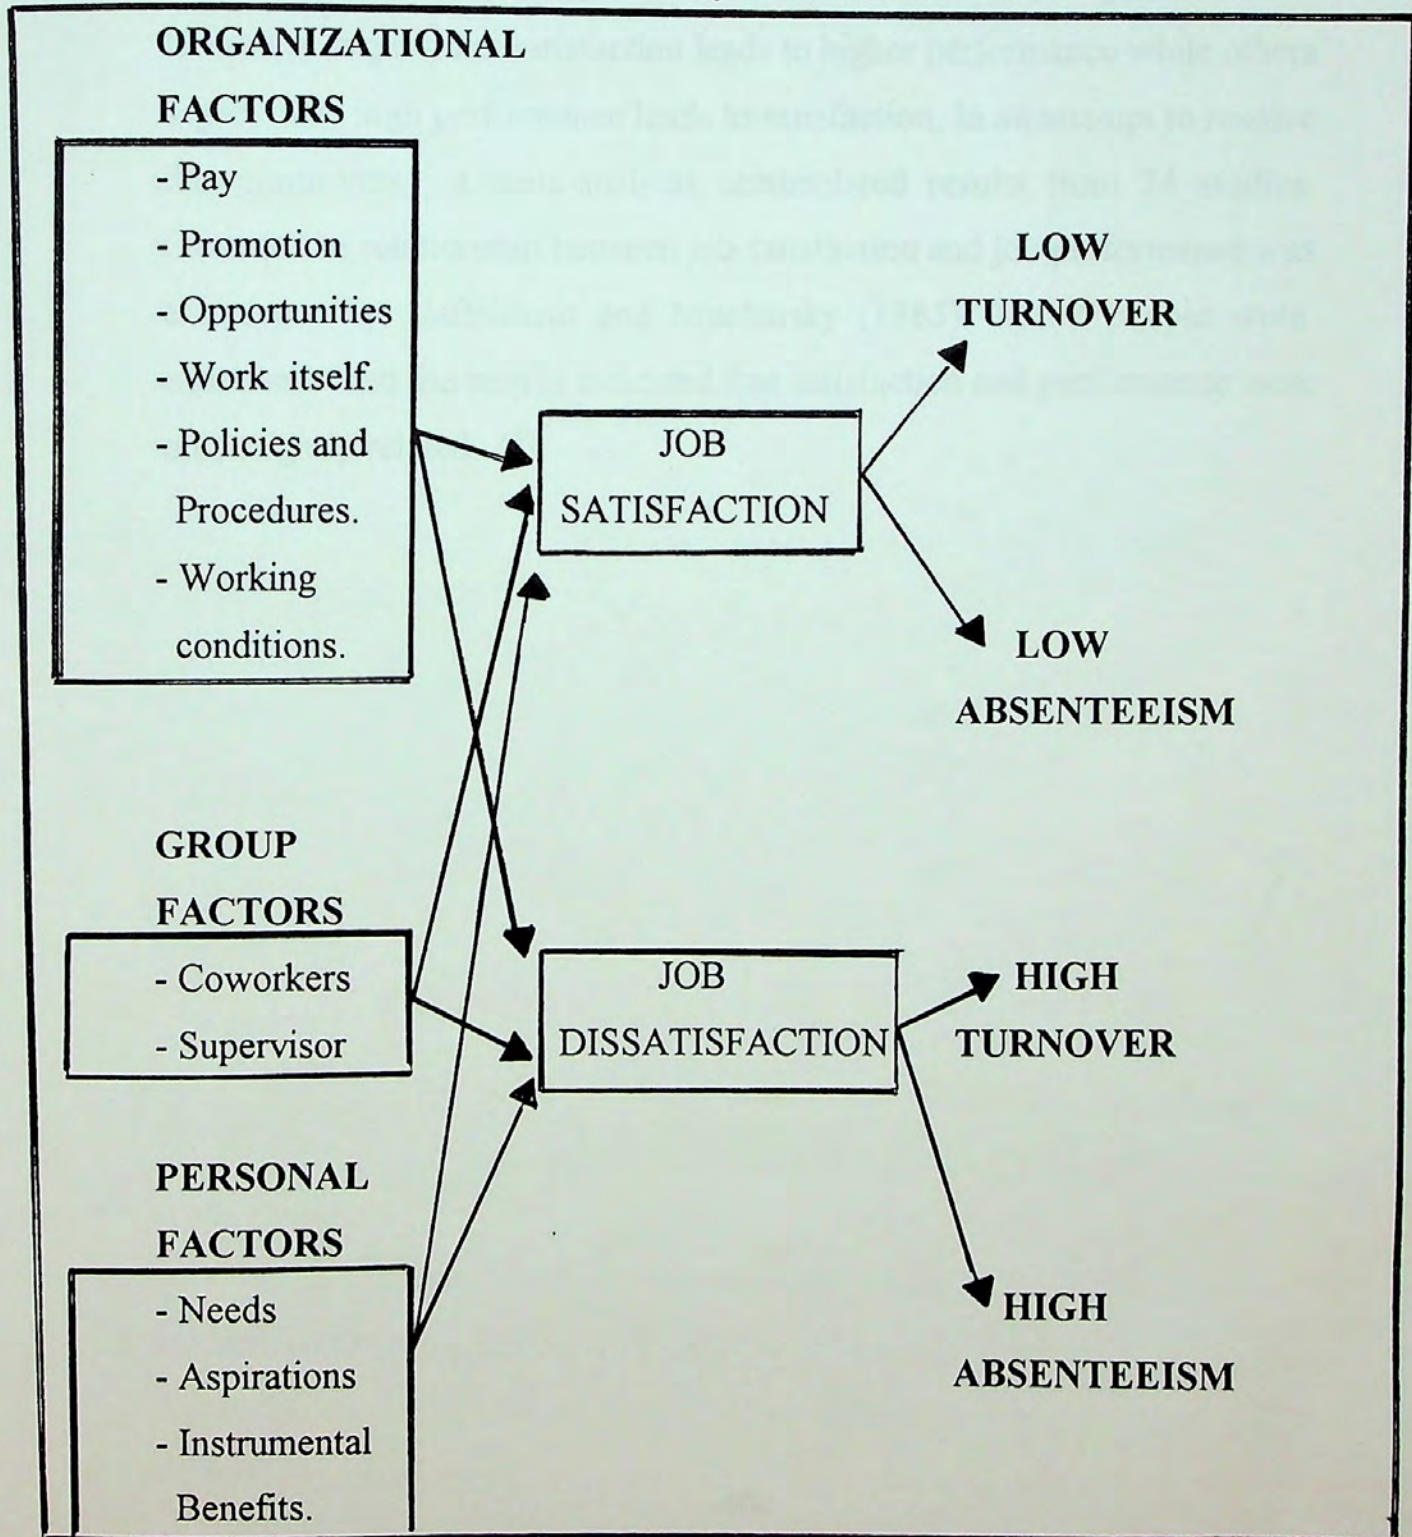 ORGANIZATIONAL
FACTORS
- Pay
- Promotion
- Opportunities
- Work itself.
- Policies and
Procedures.
- Working
conditions.
GROUP
FACTORS
- Coworkers
- Supervisor
PERSONAL
FACTORS
- Needs
- Aspirations
- Instrumental
Benefits.
JOB
SATISFACTION
JOB
DISSATISFACTION
LOW
TURNOVER
LOW
ABSENTEEISM
HIGH
TURNOVER
HIGH
ABSENTEEISM